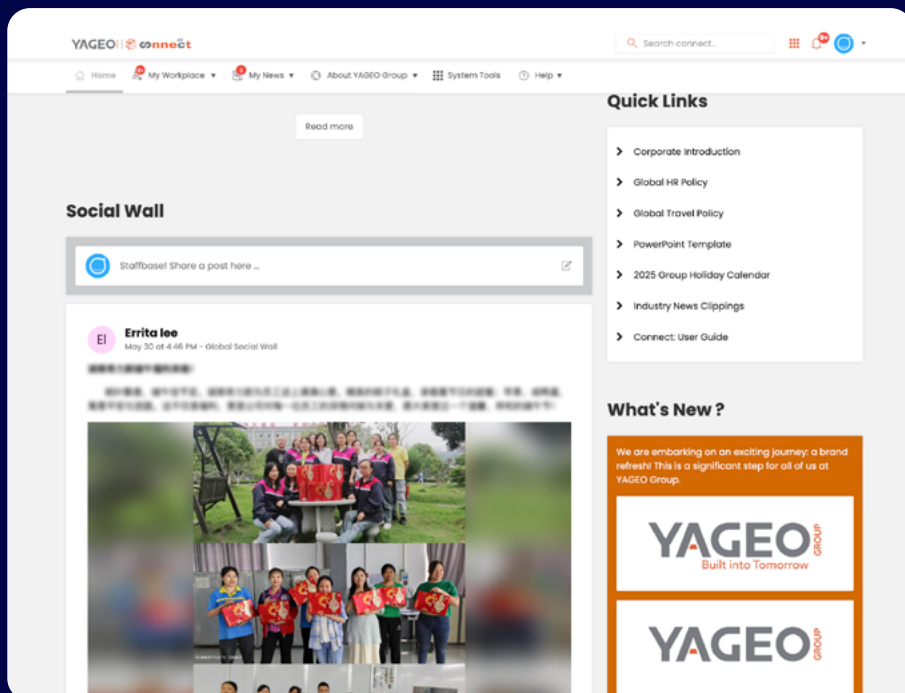 YAGEO connect
Search connect...
9+
Home
9+
My Workplace
My News
About YAGEO Group
System Tools
Help
Read more
Social Wall
Staffbase! Share a post here ...
EI
Errita lee
May 30 at 4:46 PM - Global Social Wall
Quick Links
Corporate Introduction
Global HR Policy
Global Travel Policy
PowerPoint Template
2025 Group Holiday Calendar
Industry News Clippings
Connect: User Guide
What's New ?
We are embarking on an exciting journey: a brand
refresh! This is a significant step for all of us at
YAGEO Group.
YAGEO GROUP
Built into Tomorrow
YAGEO GROUP